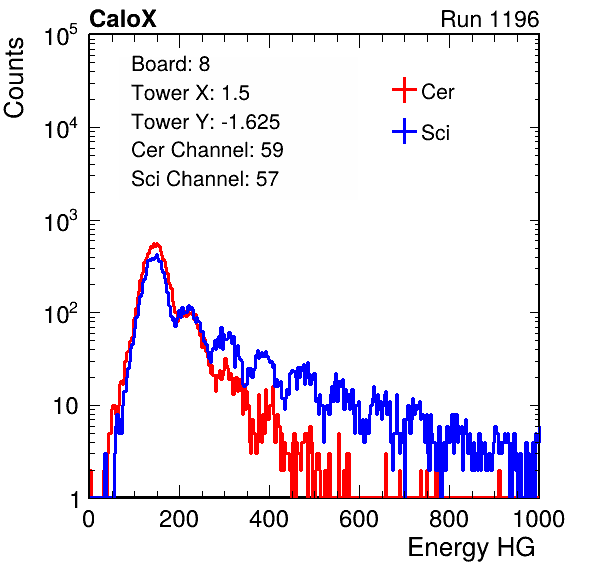 CaloX Run 1196
Counts
Board: 8
Tower X: 1.5
Tower Y: -1.625
Cer Channel: 59
Sci Channel: 57
Cer
Sci
10^5
10^4
10^3
10^2
10
1
0 200 400 600 800 1000
Energy HG